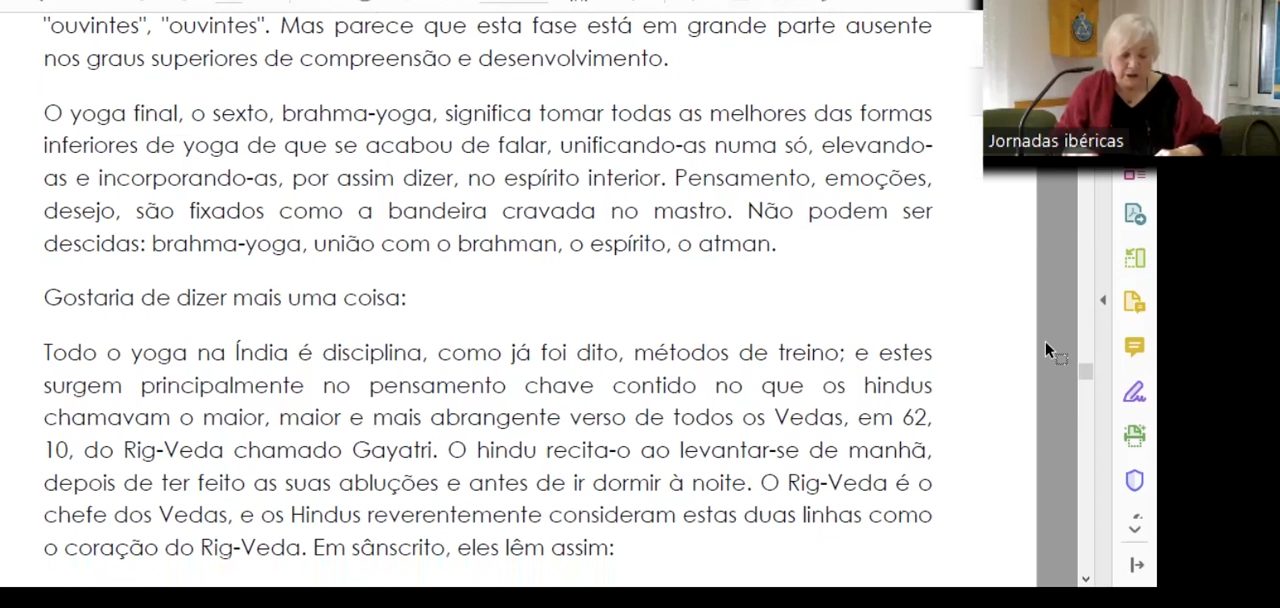 "ouvintes", "ouvintes". Mas parece que esta fase está em grande parte ausente
nos graus superiores de compreensão e desenvolvimento.
O yoga final, o sexto, brahma-yoga, significa tomar todas as melhores das formas
inferiores de yoga de que se acabou de falar, unificando-as numa só, elevando-
as e incorporando-as, por assim dizer, no espírito interior. Pensamento, emoções,
desejo, são fixados como a bandeira cravada no mastro. Não podem ser
descidas: brahma-yoga, união com o brahman, o espírito, o atman.
Gostaria de dizer mais uma coisa:
Todo o yoga na Índia é disciplina, como já foi dito, métodos de treino; e estes
surgem principalmente no pensamento chave contido no que os hindus
chamavam o maior, maior e mais abrangente verso de todos os Vedas, em 62,
10, do Rig-Veda chamado Gayatri. O hindu recita-o ao levantar-se de manhã,
depois de ter feito as suas abluções e antes de ir dormir à noite. O Rig-Veda é o
chefe dos Vedas, e os Hindus reverentemente consideram estas duas linhas como
o coração do Rig-Veda. Em sânscrito, eles lêm assim:
Jornadas ibéricas